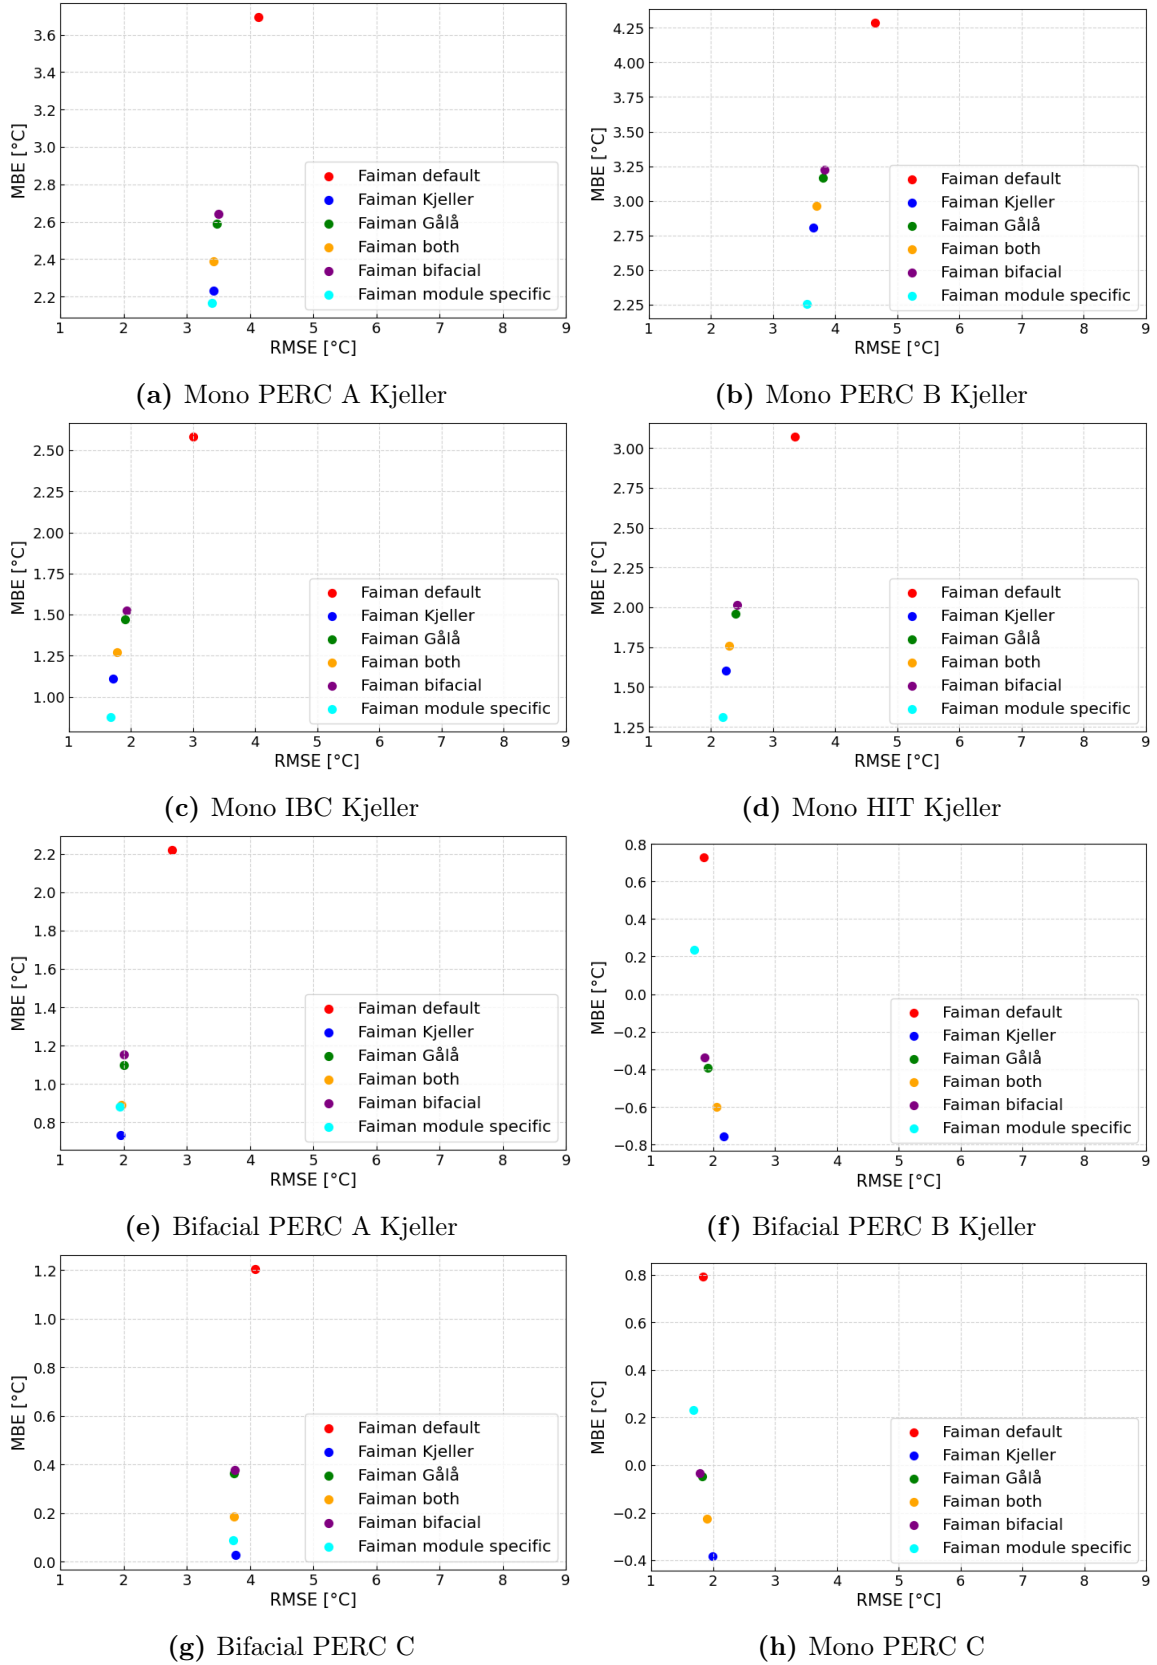 3.6
3.4
3.2
3.0
2.8
2.6
2.4
2.2
MBE [°C]
Faiman default
Faiman Kjeller
Faiman Gålå
Faiman both
Faiman bifacial
Faiman module specific
1 2 3 4 5 6 7 8 9
RMSE [°C]
(a) Mono PERC A Kjeller
4.25
4.00
3.75
3.50
3.25
3.00
2.75
2.50
2.25
MBE [°C]
Faiman default
Faiman Kjeller
Faiman Gålå
Faiman both
Faiman bifacial
Faiman module specific
1 2 3 4 5 6 7 8 9
RMSE [°C]
(b) Mono PERC B Kjeller
2.50
2.25
2.00
1.75
1.50
1.25
1.00
MBE [°C]
Faiman default
Faiman Kjeller
Faiman Gålå
Faiman both
Faiman bifacial
Faiman module specific
1 2 3 4 5 6 7 8 9
RMSE [°C]
(c) Mono IBC Kjeller
3.00
2.75
2.50
2.25
2.00
1.75
1.50
1.25
MBE [°C]
Faiman default
Faiman Kjeller
Faiman Gålå
Faiman both
Faiman bifacial
Faiman module specific
1 2 3 4 5 6 7 8 9
RMSE [°C]
(d) Mono HIT Kjeller
2.2
2.0
1.8
1.6
1.4
1.2
1.0
0.8
MBE [°C]
Faiman default
Faiman Kjeller
Faiman Gålå
Faiman both
Faiman bifacial
Faiman module specific
1 2 3 4 5 6 7 8 9
RMSE [°C]
(e) Bifacial PERC A Kjeller
0.8
0.6
0.4
0.2
0.0
−0.2
−0.4
−0.6
−0.8
MBE [°C]
Faiman default
Faiman Kjeller
Faiman Gålå
Faiman both
Faiman bifacial
Faiman module specific
1 2 3 4 5 6 7 8 9
RMSE [°C]
(f) Bifacial PERC B Kjeller
1.2
1.0
0.8
0.6
0.4
0.2
0.0
MBE [°C]
Faiman default
Faiman Kjeller
Faiman Gålå
Faiman both
Faiman bifacial
Faiman module specific
1 2 3 4 5 6 7 8 9
RMSE [°C]
(g) Bifacial PERC C
0.8
0.6
0.4
0.2
0.0
−0.2
−0.4
MBE [°C]
Faiman default
Faiman Kjeller
Faiman Gålå
Faiman both
Faiman bifacial
Faiman module specific
1 2 3 4 5 6 7 8 9
RMSE [°C]
(h) Mono PERC C